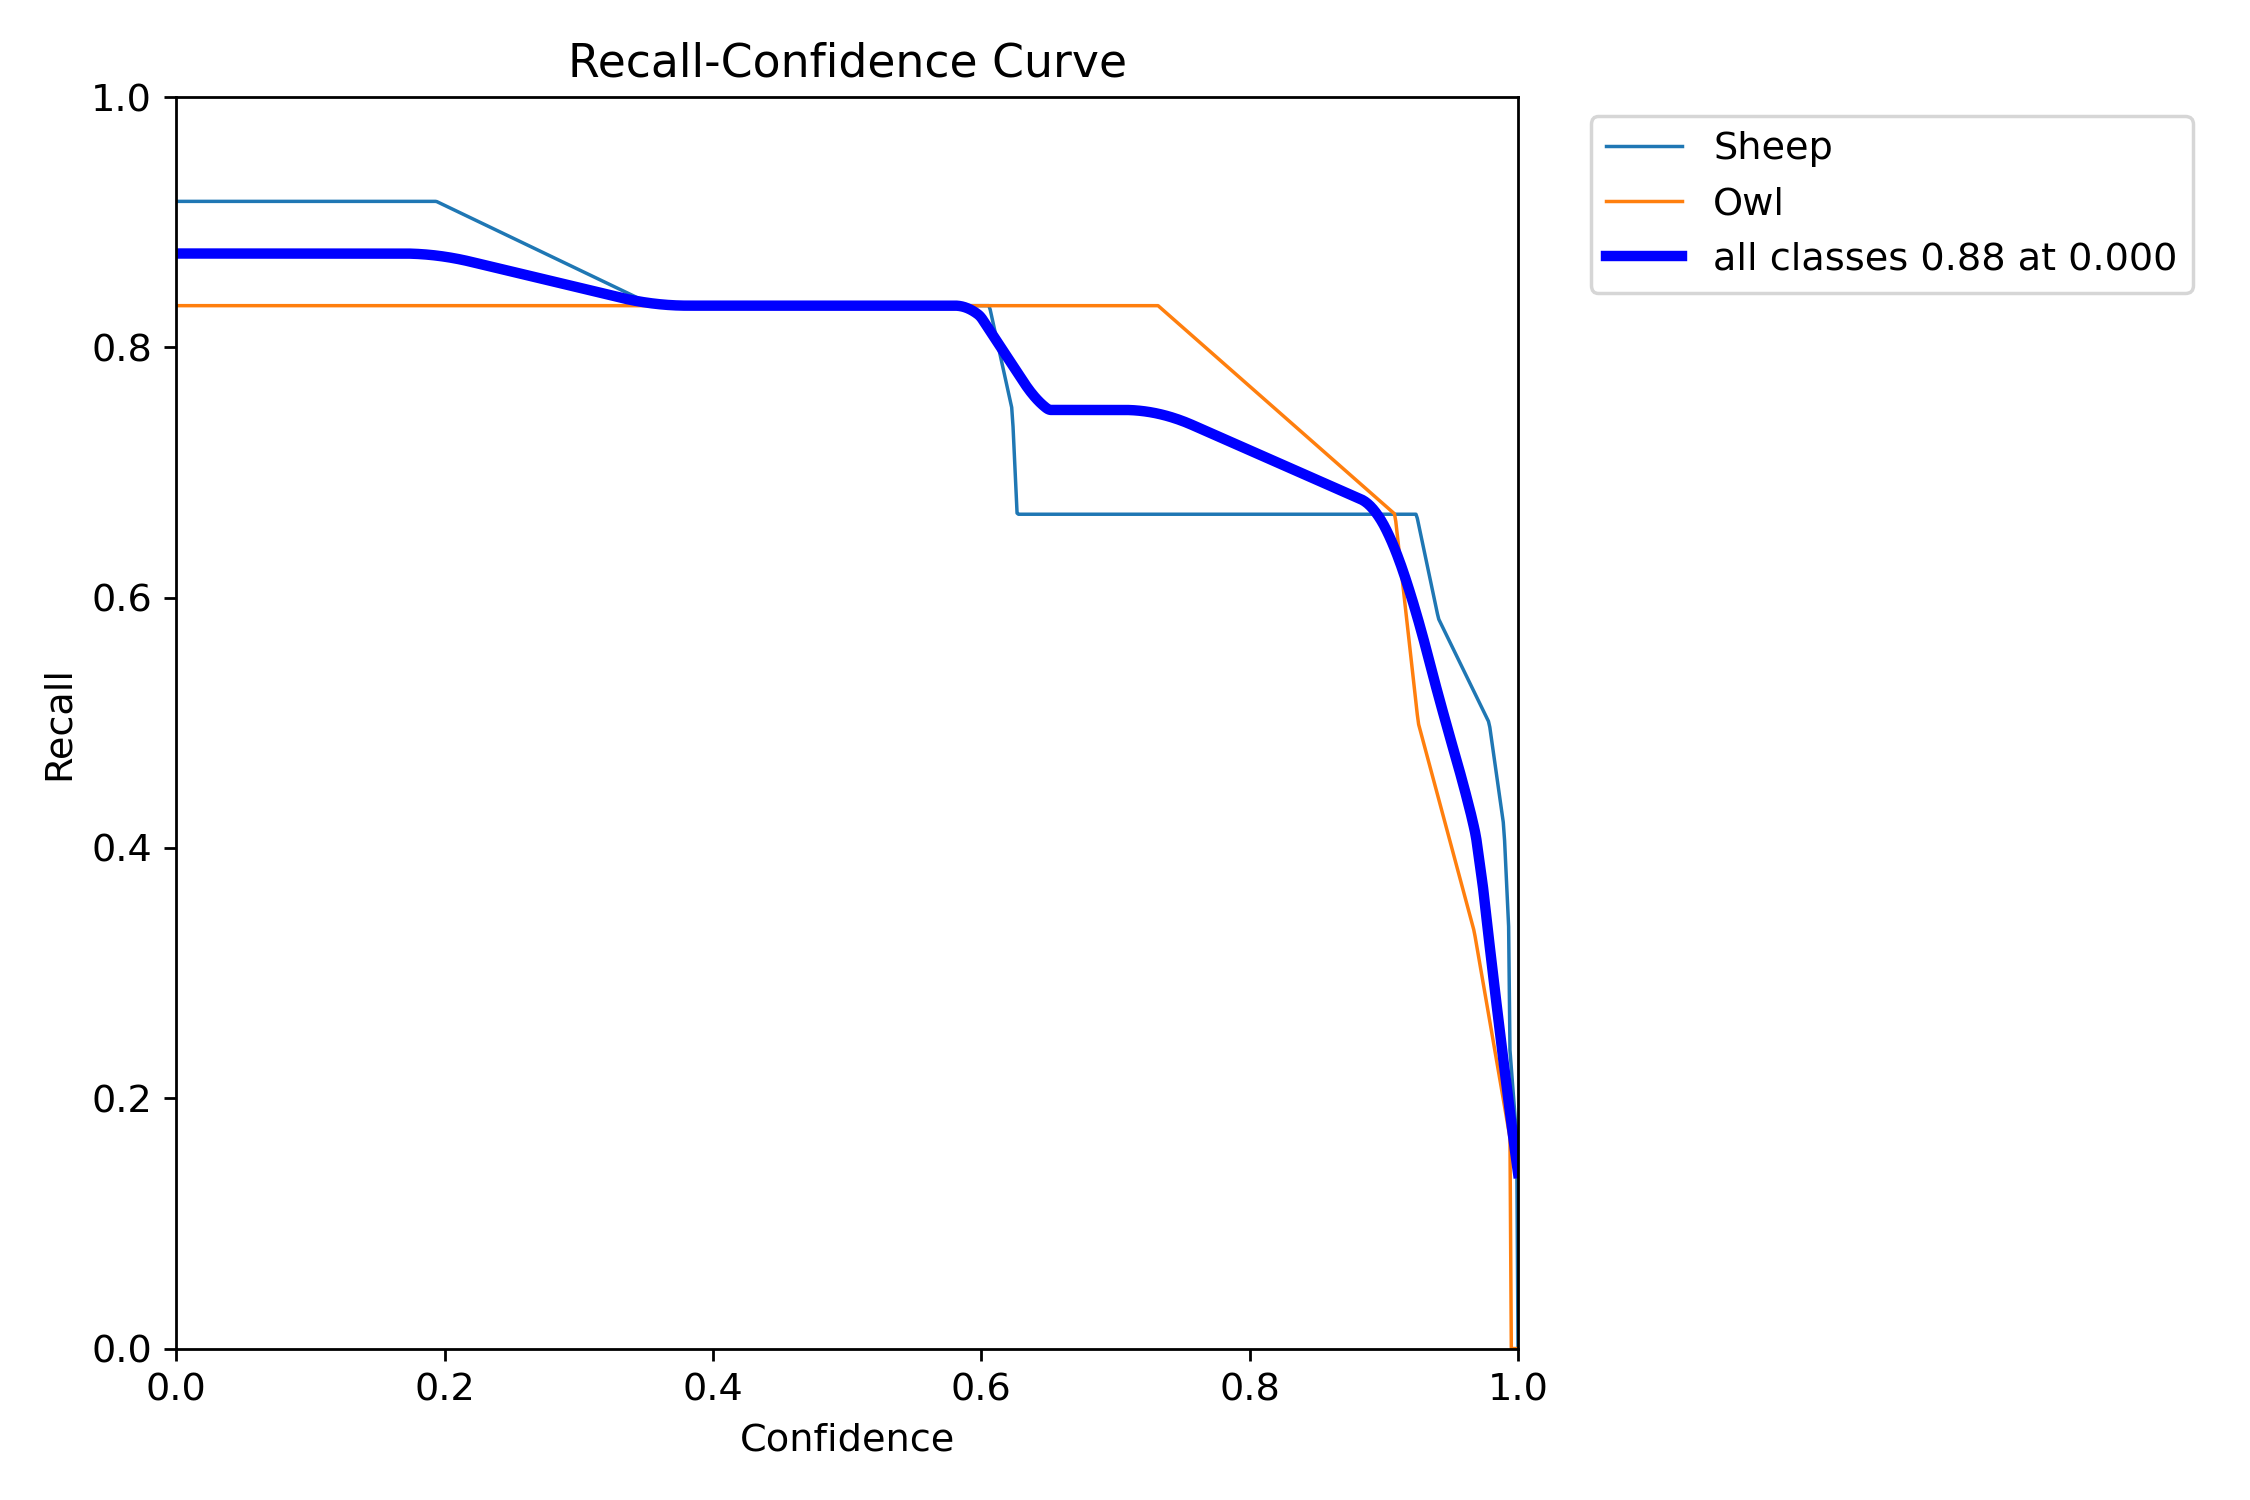 Recall-Confidence Curve
1.0
0.8
0.6
0.4
0.2
0.0
Recall
0.0 0.2 0.4 0.6 0.8 1.0
Confidence
Sheep
Owl
all classes 0.88 at 0.000